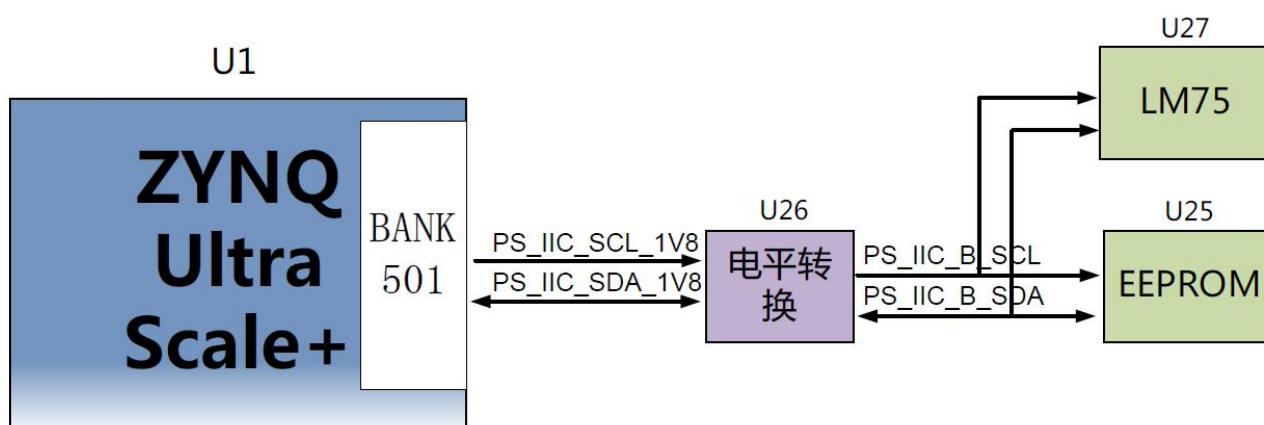 U1
ZYNQ
Ultra
Scale+
BANK
501
PS_IIC_SCL_1V8
PS_IIC_SDA_1V8
U26
电平转
换
PS_IIC_B_SCL
PS_IIC_B_SDA
U27
LM75
U25
EEPROM